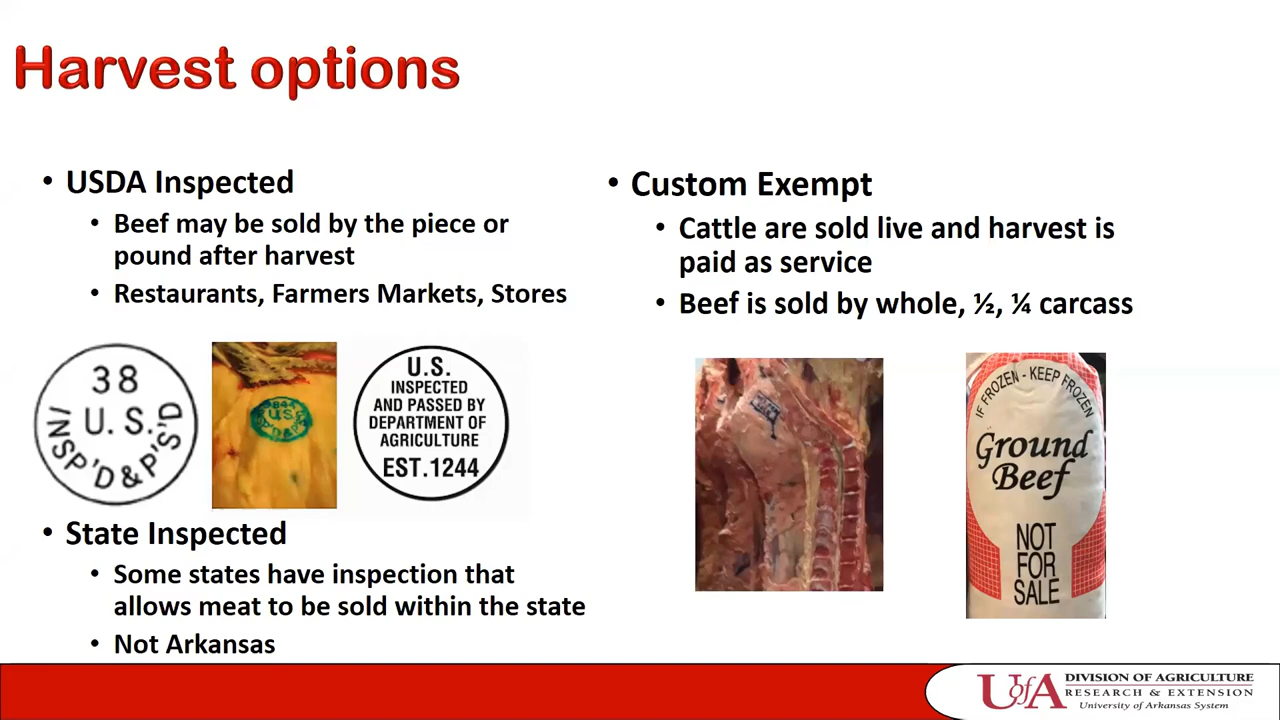 Harvest options
• USDA Inspected
• Beef may be sold by the piece or
pound after harvest
• Restaurants, Farmers Markets, Stores
38
U. S.
INSP'D & P'S'D
844
U.S.
U.S.
INSPECTED
AND PASSED BY
DEPARTMENT OF
AGRICULTURE
EST.1244
• State Inspected
• Some states have inspection that
allows meat to be sold within the state
• Not Arkansas
• Custom Exempt
• Cattle are sold live and harvest is
paid as service
• Beef is sold by whole, ½, ¼ carcass
IF FROZEN - KEEP FROZEN
Ground
Beef
NOT
FOR
SALE
UofA
DIVISION OF AGRICULTURE
RESEARCH & EXTENSION
University of Arkansas System